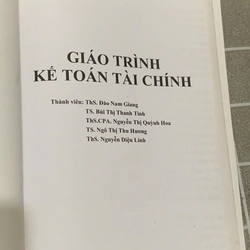 GIÁO TRÌNH
KẾ TOÁN TÀI CHÍNH
Thành viên: ThS. Đào Nam Giang
TS. Bùi Thị Thanh Tình
ThS.CPA. Nguyễn Thị Quỳnh Hoa
TS. Ngô Thị Thu Hương
ThS. Nguyễn Diệu Linh